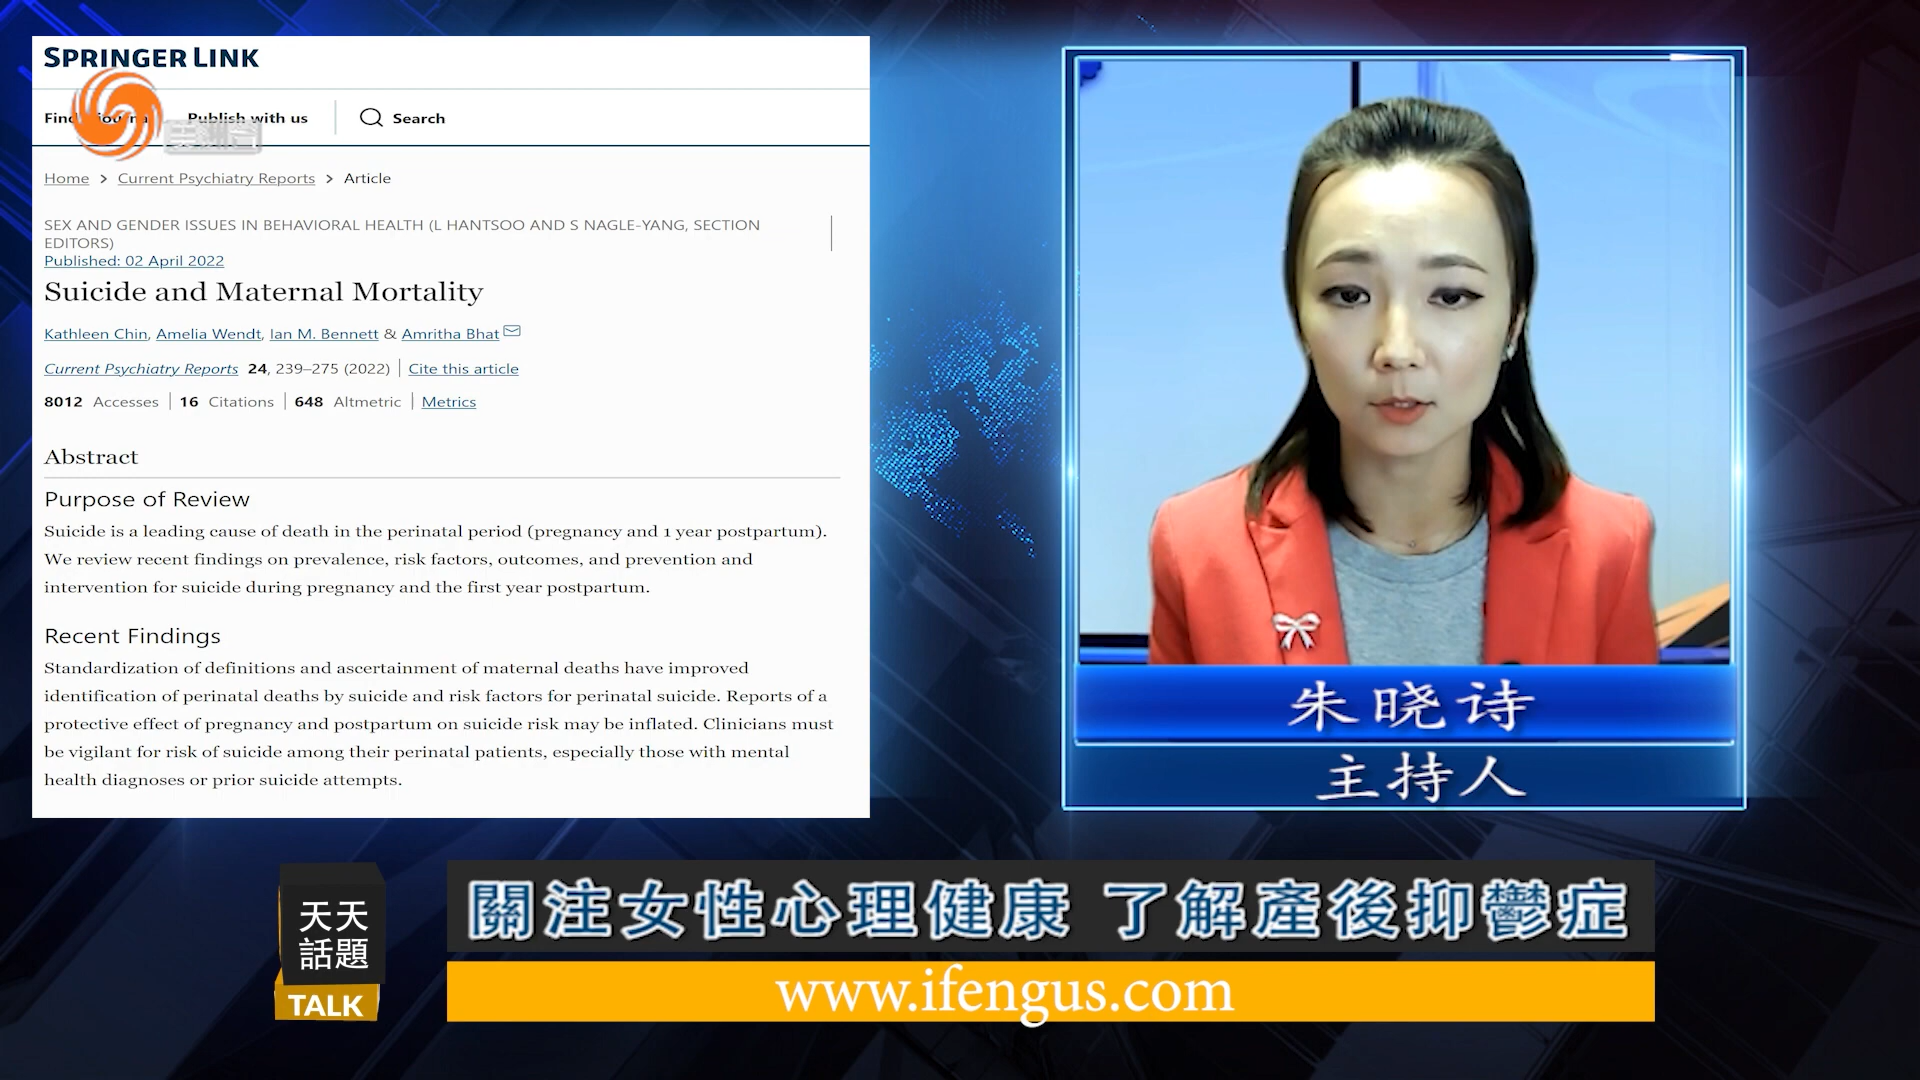 SPRINGER LINK
Publish with us
Search
Home > Current Psychiatry Reports > Article
SEX AND GENDER ISSUES IN BEHAVIORAL HEALTH (L HANTSOO AND S NAGLE-YANG, SECTION
EDITORS)
Published: 02 April 2022
Suicide and Maternal Mortality
Kathleen Chin, Amelia Wendt, Ian M. Bennett & Amritha Bhat
Current Psychiatry Reports 24, 239–275 (2022) | Cite this article
8012 Accesses | 16 Citations | 648 Altmetric | Metrics
Abstract
Purpose of Review
Suicide is a leading cause of death in the perinatal period (pregnancy and 1 year postpartum).
We review recent findings on prevalence, risk factors, outcomes, and prevention and
intervention for suicide during pregnancy and the first year postpartum.
Recent Findings
Standardization of definitions and ascertainment of maternal deaths have improved
identification of perinatal deaths by suicide and risk factors for perinatal suicide. Reports of a
protective effect of pregnancy and postpartum on suicide risk may be inflated. Clinicians must
be vigilant for risk of suicide among their perinatal patients, especially those with mental
health diagnoses or prior suicide attempts.
朱晓诗
主持人
天天
話題
TALK
關注女性心理健康 了解產後抑鬱症
www.ifengus.com